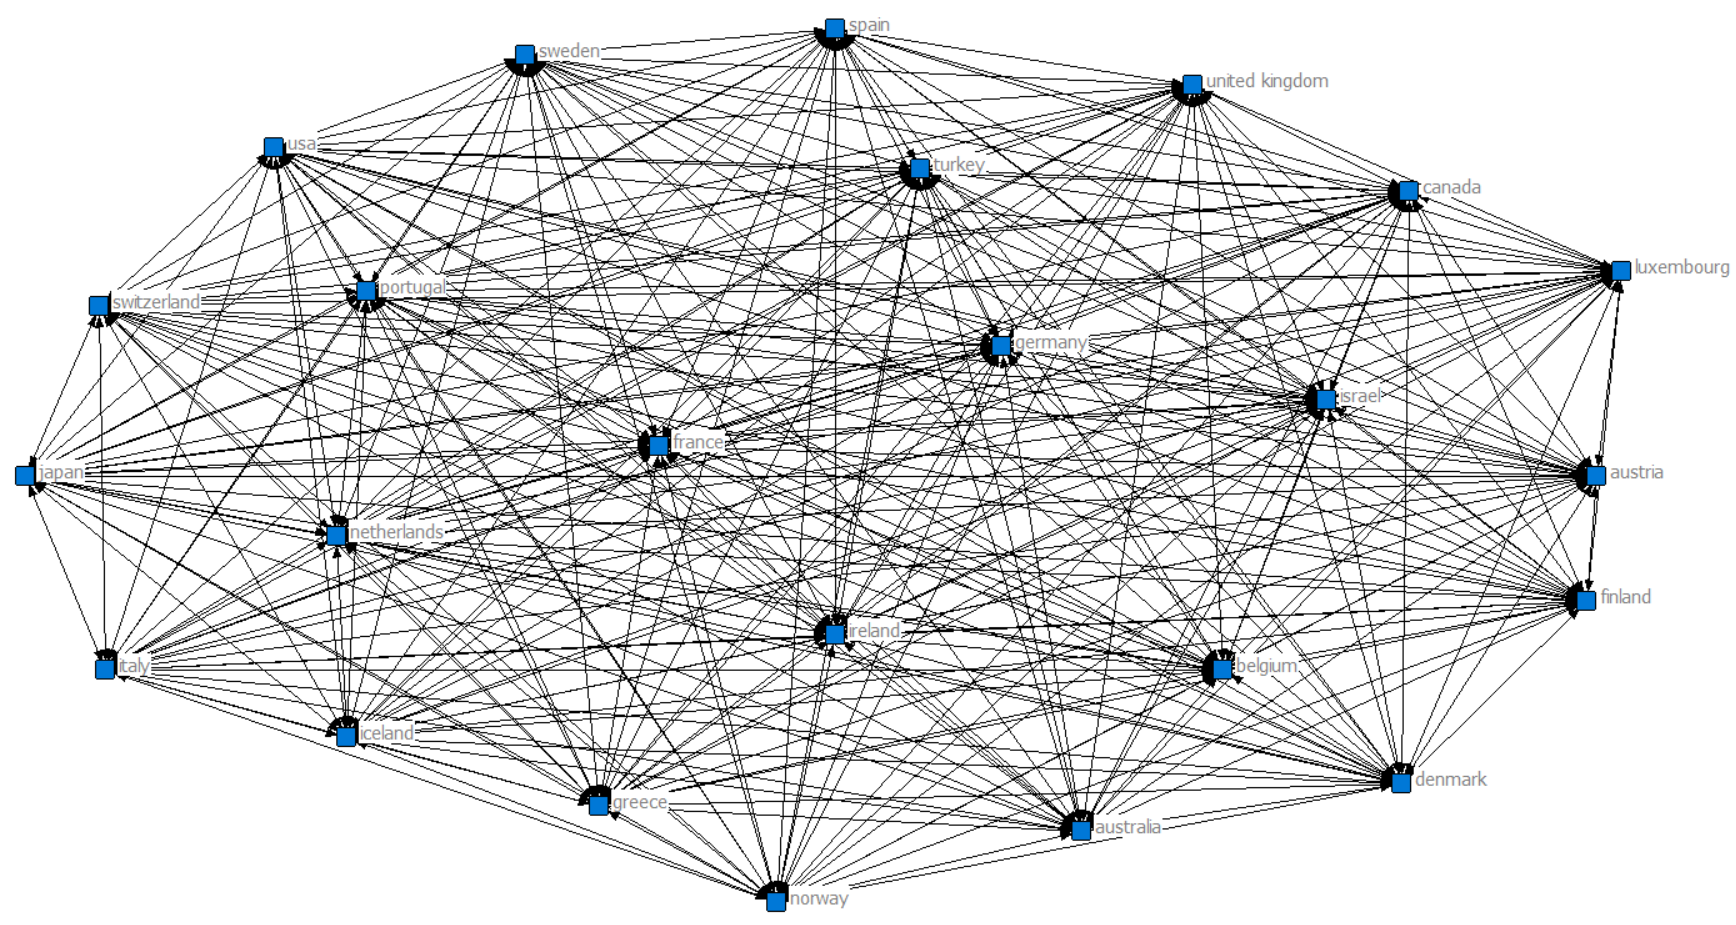 spain
sweden
united kingdom
usa
turkey
canada
luxembourg
portugal
switzerland
germany
israel
france
japan
austria
netherlands
finland
ireland
italy
belgium
iceland
denmark
greece
australia
norway